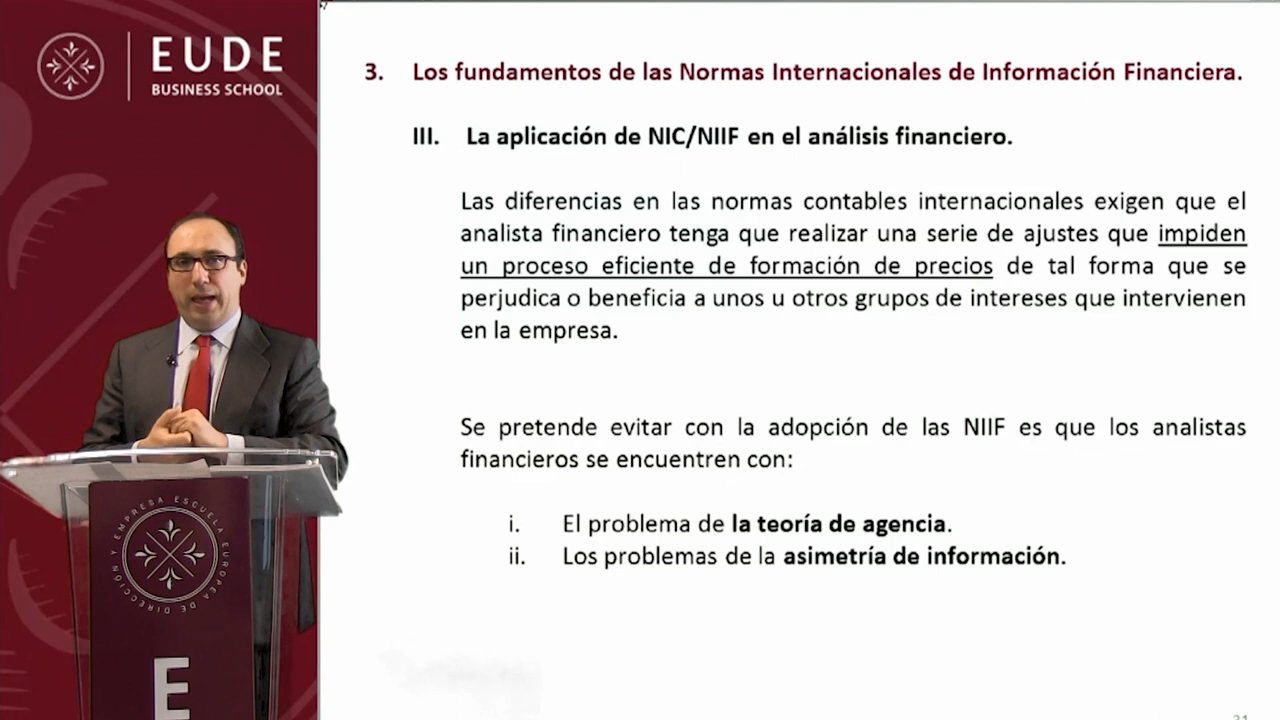 EUDE
BUSINESS SCHOOL
3. Los fundamentos de las Normas Internacionales de Información Financiera.
III. La aplicación de NIC/NIIF en el análisis financiero.
Las diferencias en las normas contables internacionales exigen que el
analista financiero tenga que realizar una serie de ajustes que impiden
un proceso eficiente de formación de precios de tal forma que se
perjudica o beneficia a unos u otros grupos de intereses que intervienen
en la empresa.
Se pretende evitar con la adopción de las NIIF es que los analistas
financieros se encuentren con:
i. El problema de la teoría de agencia.
ii. Los problemas de la asimetría de información.
ESCUELA EUROPEA DE DIRECCIÓN Y EMPRESA
E